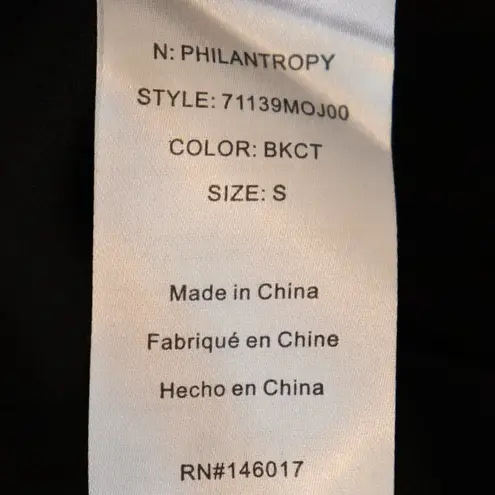 N: PHILANTROPY
STYLE: 71139MOJ00
COLOR: BKCT
SIZE: S
Made in China
Fabriqué en Chine
Hecho en China
RN#146017